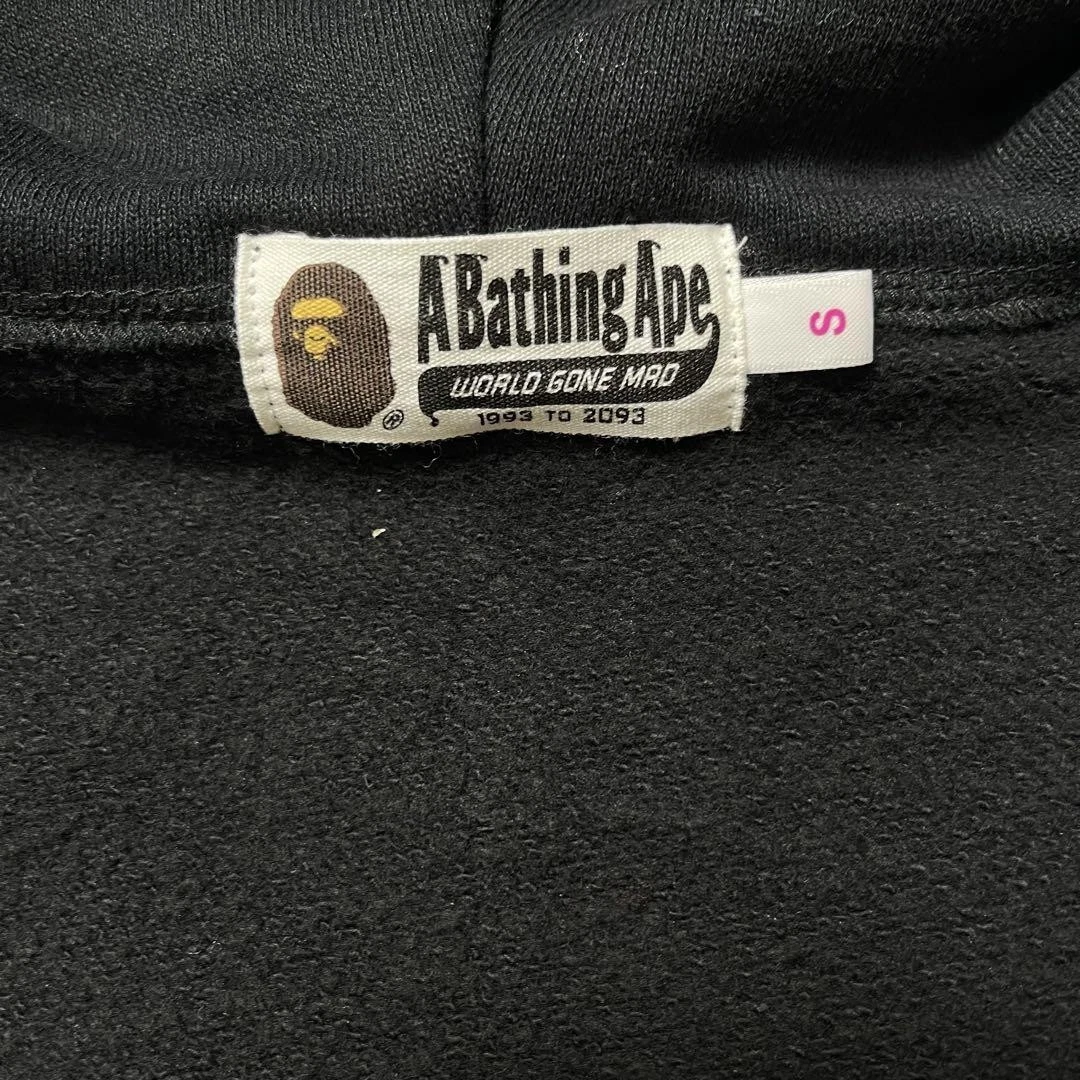 A Bathing Ape
WORLD GONE MAD
1993 TO 2093
®
S